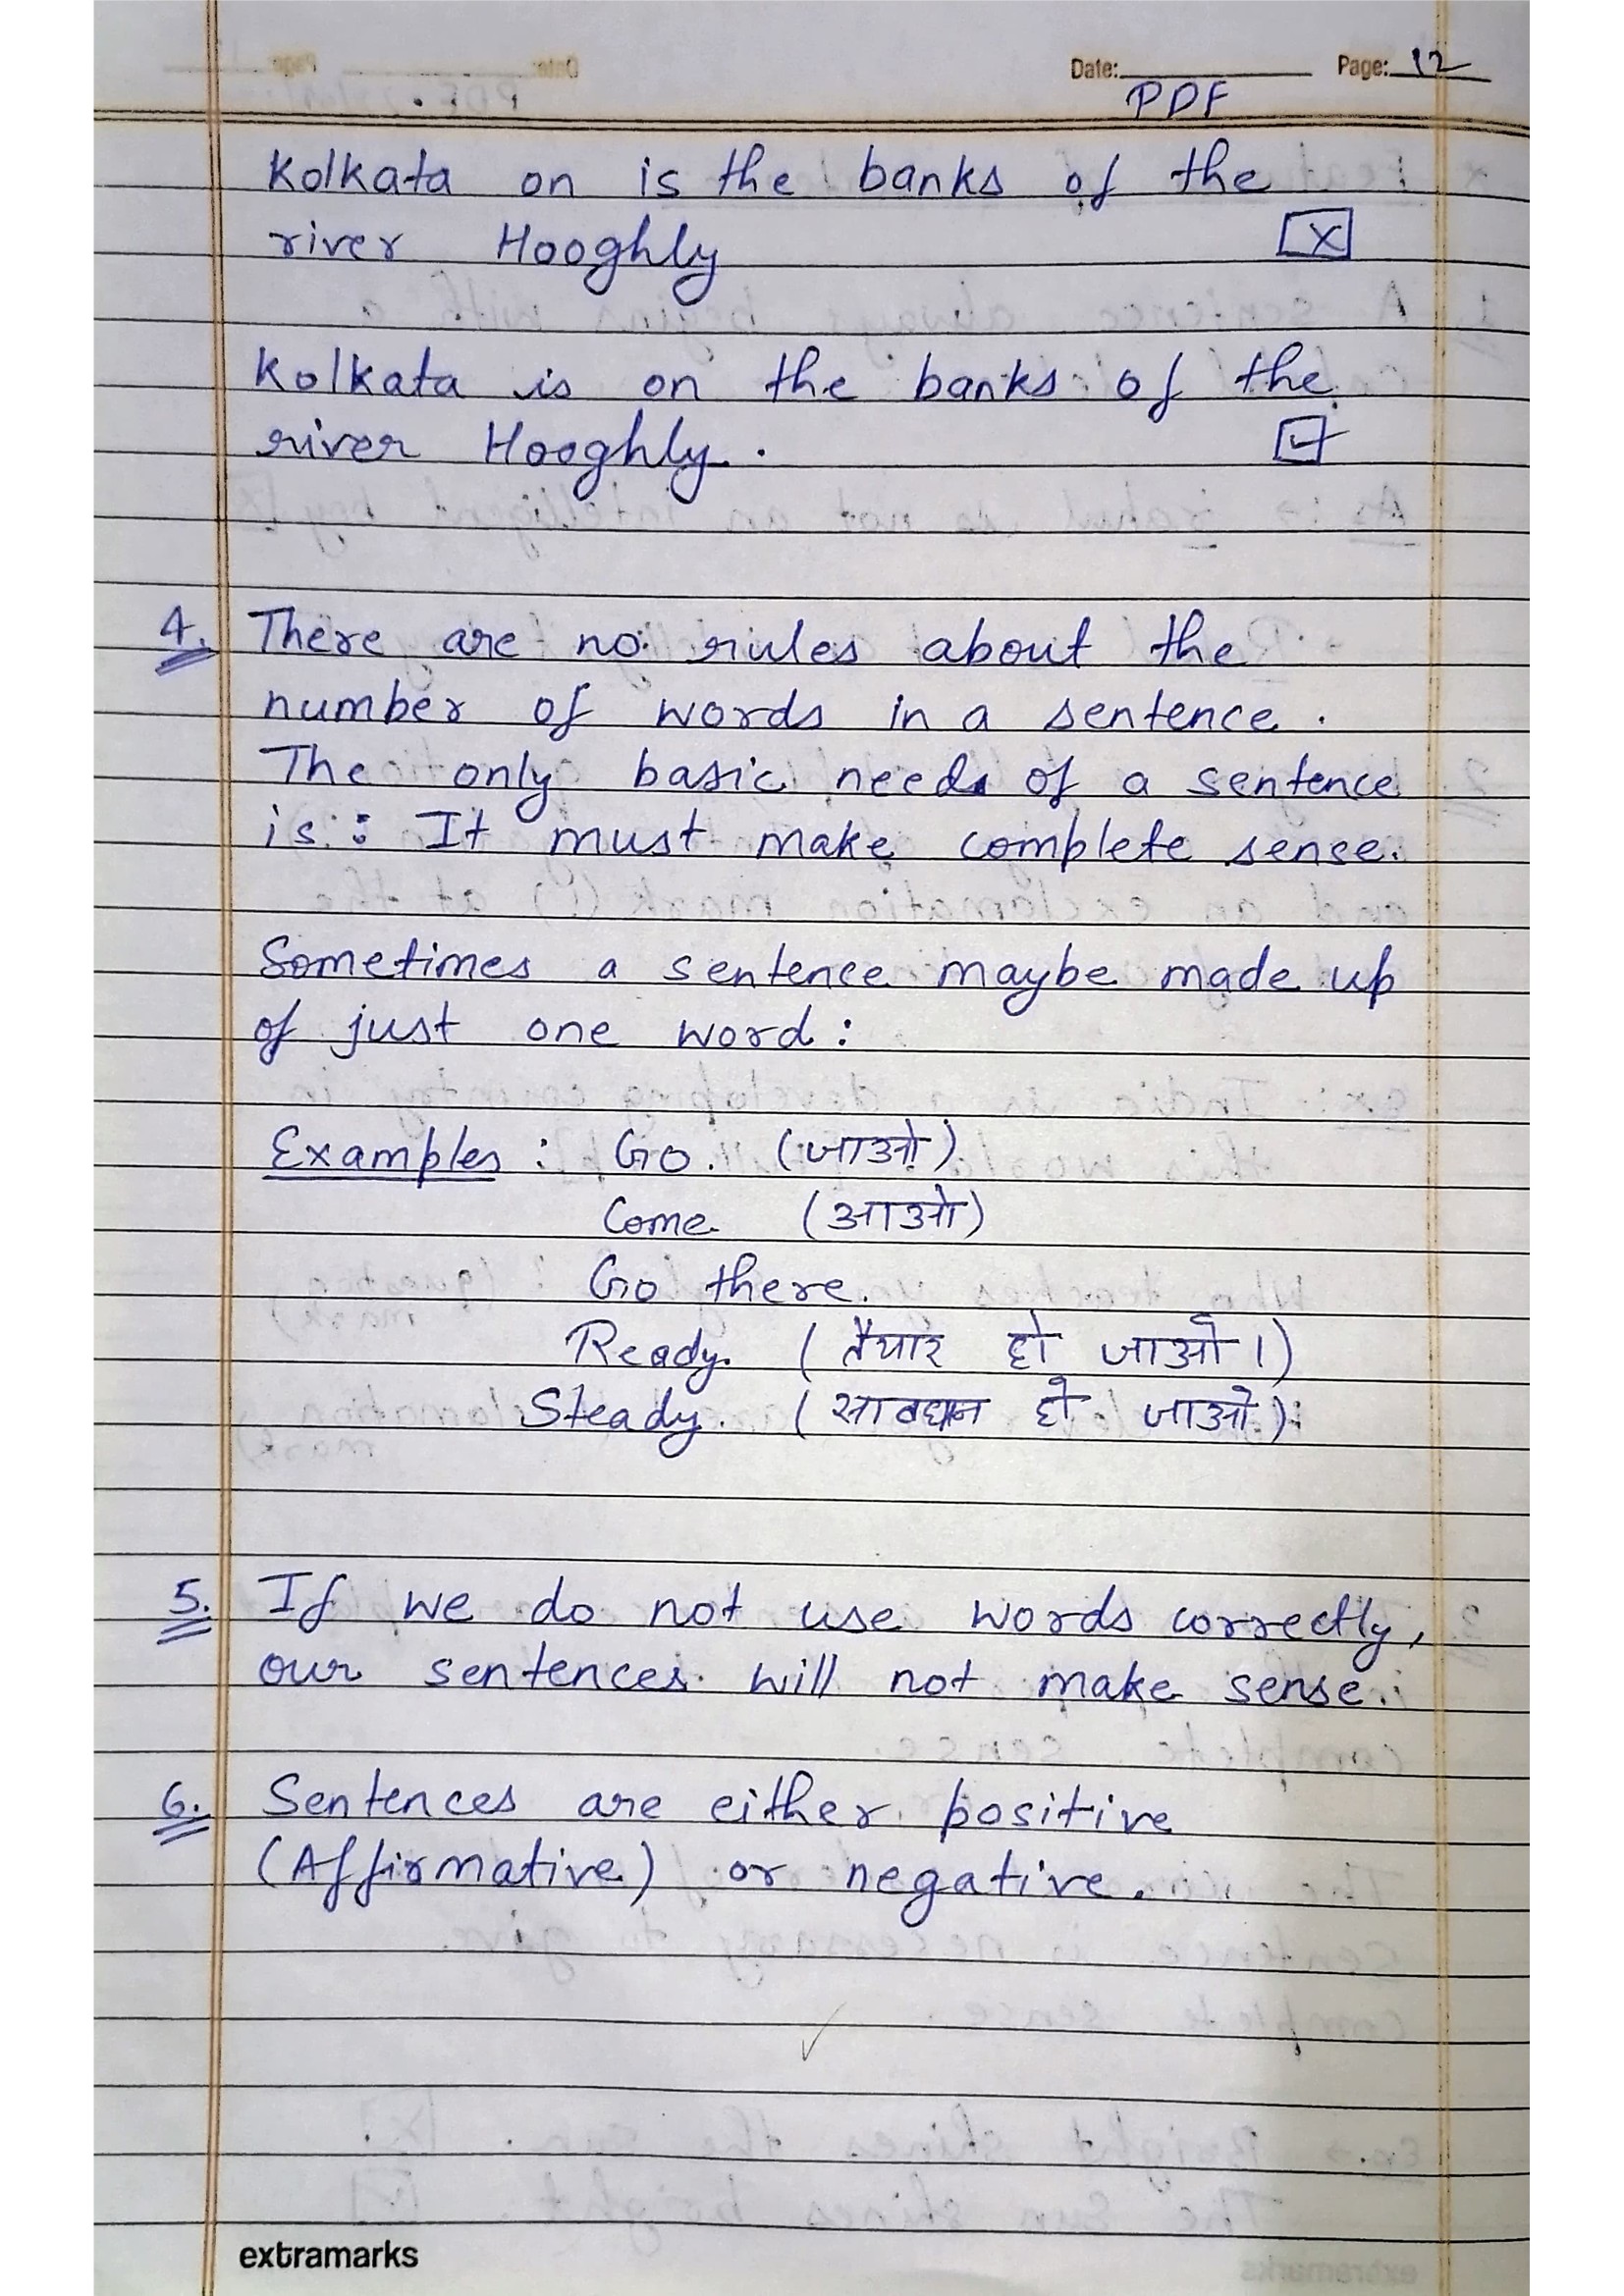 Date: Page: 12
PDF
Kolkata on is the banks of the
river Hooghly [x]
Kolkata is on the banks of the
river Hooghly. [✓]
4. There are no rules about the
number of words in a sentence.
The only basic needs of a sentence
is : It must make complete sense.
Sometimes a sentence maybe made up
of just one word :
Examples : Go. (जाओ)
Come (आओ)
Go there.
Ready. (तैयार हो जाओ।)
Steady. (सावधान हो जाओ)
5. If we do not use words correctly,
our sentences will not make sense.
6. Sentences are either positive
(Affirmative) or negative.
✓
extramarks